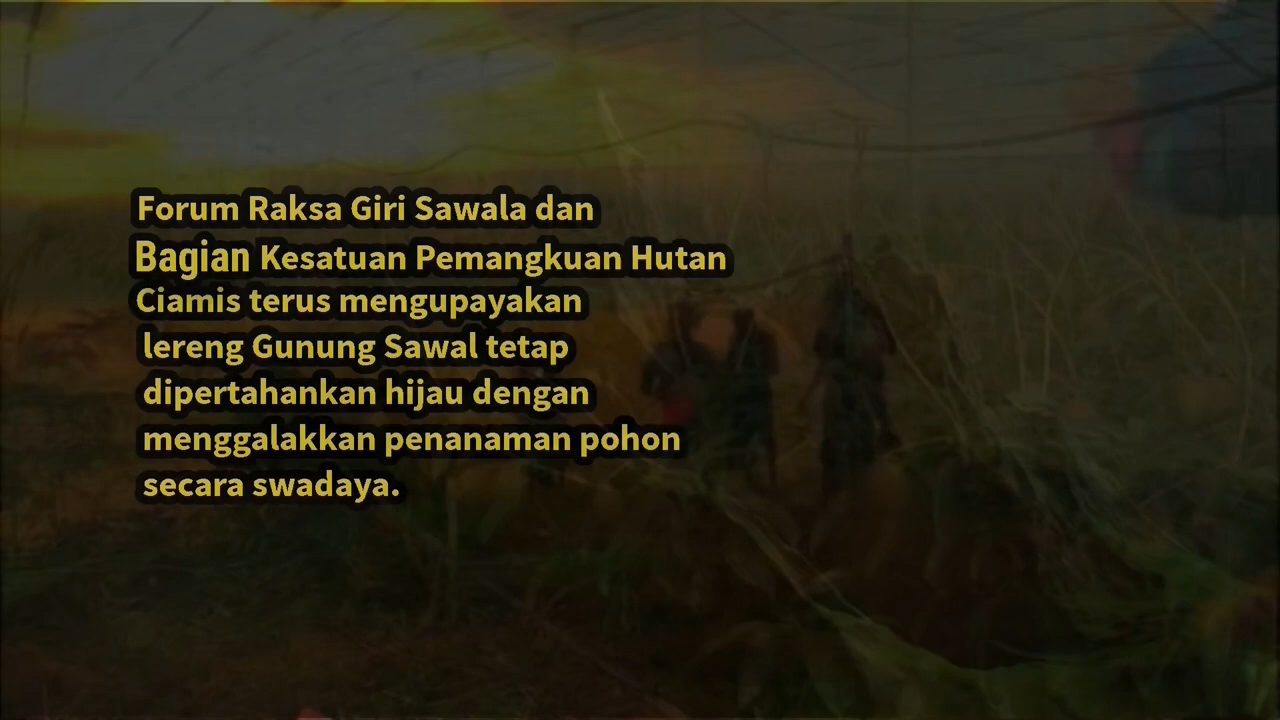 Forum Raksa Giri Sawala dan
Bagian Kesatuan Pemangkuan Hutan
Ciamis terus mengupayakan
lereng Gunung Sawal tetap
dipertahankan hijau dengan
menggalakkan penanaman pohon
secara swadaya.